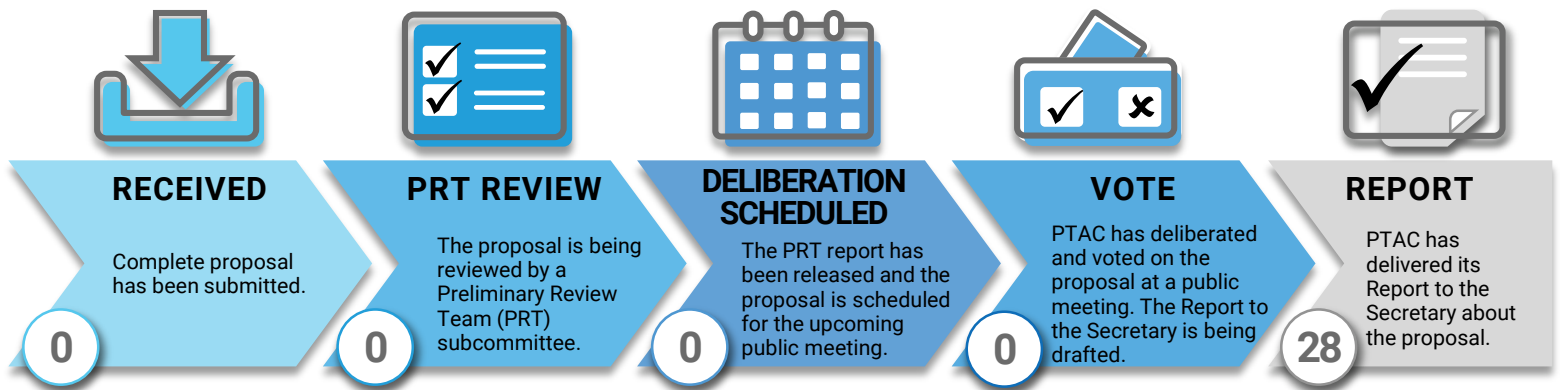 RECEIVED
Complete proposal
has been submitted.
0
PRT REVIEW
The proposal is being
reviewed by a
Preliminary Review
Team (PRT)
subcommittee.
0
DELIBERATION
SCHEDULED
The PRT report has
been released and the
proposal is scheduled
for the upcoming
public meeting.
0
VOTE
PTAC has deliberated
and voted on the
proposal at a public
meeting. The Report to
the Secretary is being
drafted.
0
REPORT
PTAC has
delivered its
Report to the
Secretary about
the proposal.
28